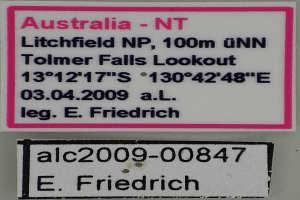 Australia - NT
Litchfield NP, 100m üNN
Tolmer Falls Lookout
13°12'17"S 130°42'48"E
03.04.2009 a.L.
leg. E. Friedrich
alc2009-00847
E. Friedrich